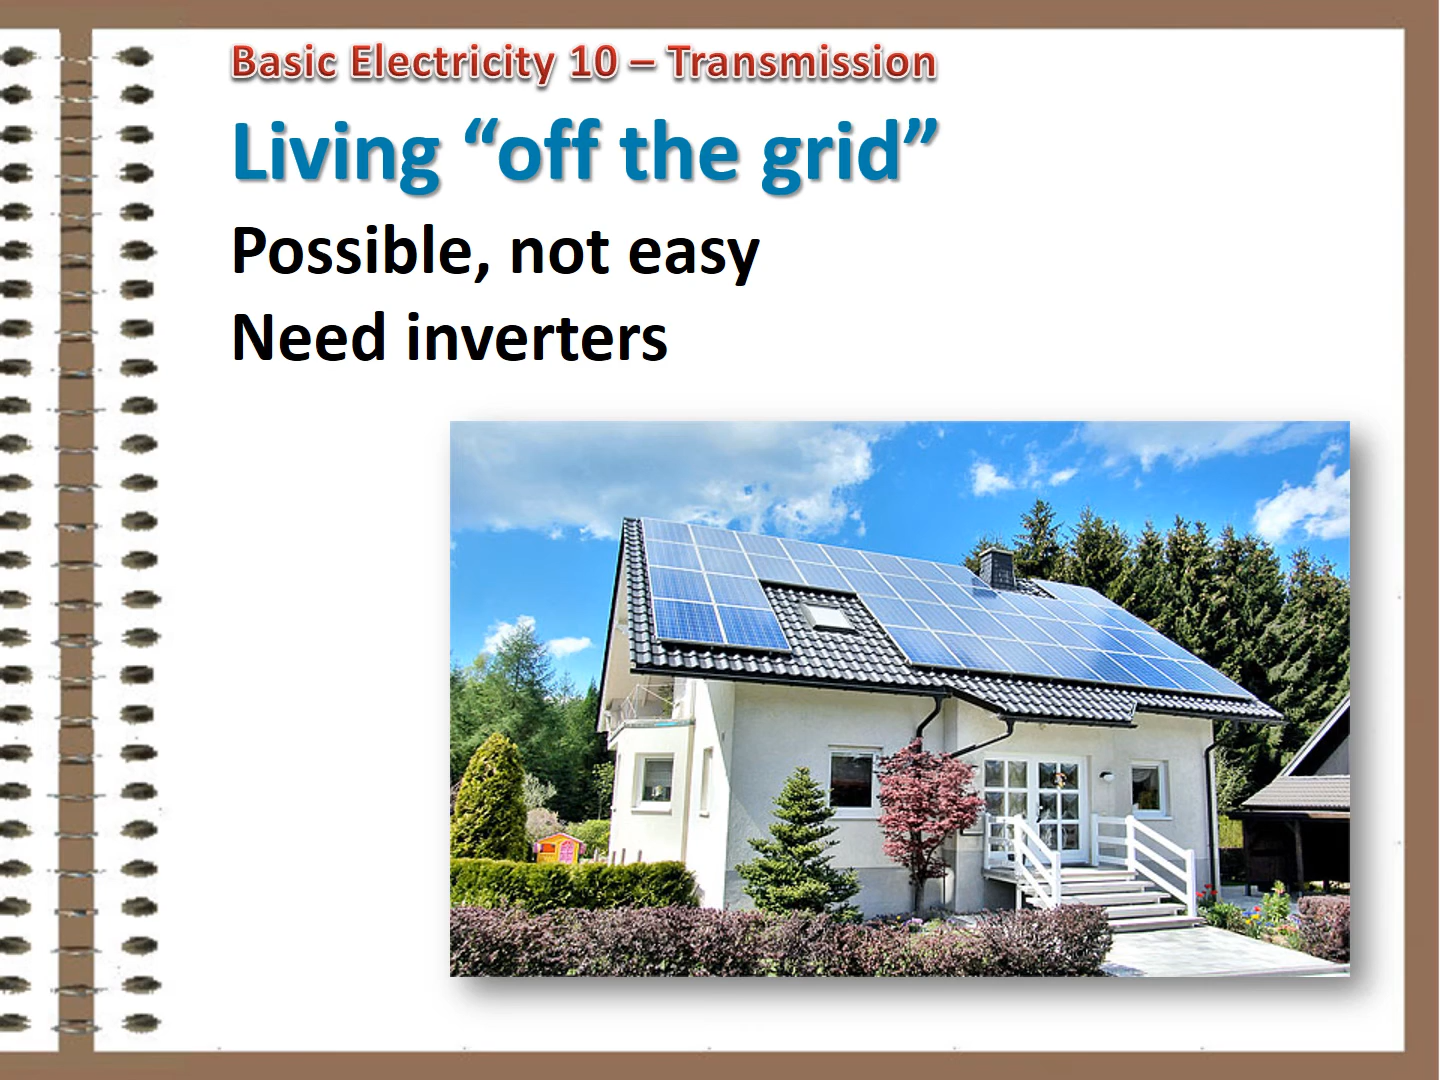 Basic Electricity 10 – Transmission
Living “off the grid”
Possible, not easy
Need inverters